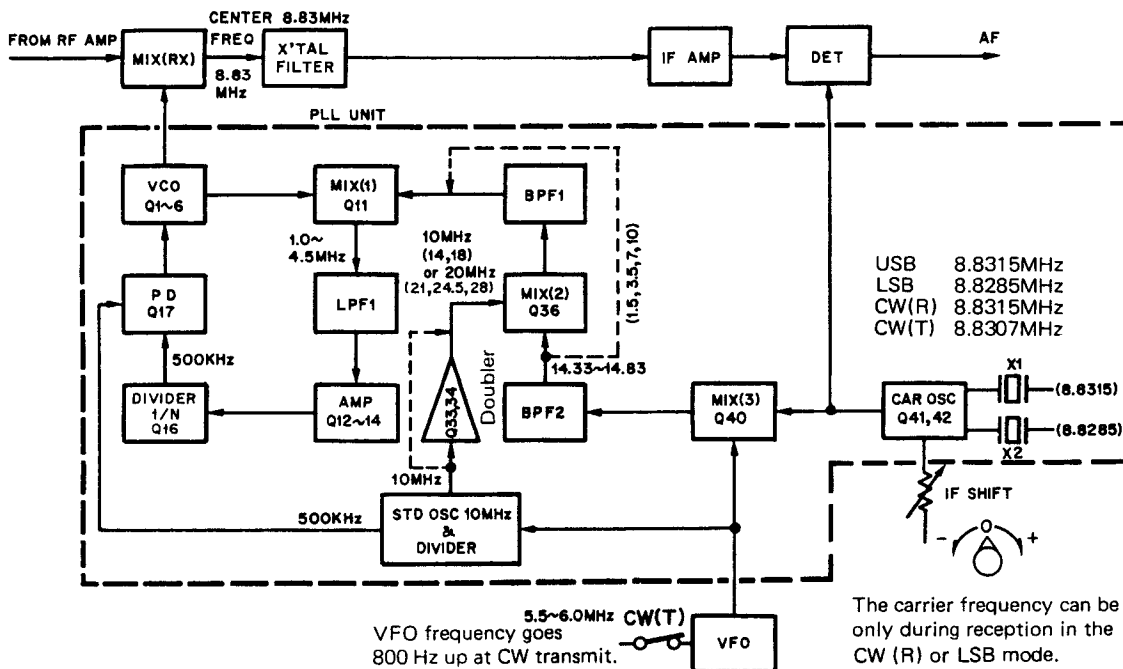 FROM RF AMP
MIX(RX)
CENTER 8.83MHz
FREQ
8.83
MHz
X'TAL
FILTER
IF AMP
DET
AF
PLL UNIT
VCO
Q1~6
MIX(1)
Q11
BPF1
1.0~
4.5MHz
10MHz
(14,18)
or 20MHz
(21,24.5,28)
(1.5,3.5,7,10)
USB 8.8315MHz
LSB 8.8285MHz
CW(R) 8.8315MHz
CW(T) 8.8307MHz
PD
Q17
LPF1
MIX(2)
Q36
500KHz
14.33~14.83
DIVIDER
1/N
Q16
AMP
Q12~14
Q33,34
Doubler
BPF2
MIX(3)
Q40
CAR OSC
Q41,42
X1
(8.8315)
(8.8285)
X2
10MHz
IF SHIFT
500KHz
STD OSC 10MHz
&
DIVIDER
- O +
5.5~6.0MHz
CW(T)
VFO
VFO frequency goes
800 Hz up at CW transmit.
The carrier frequency can be
only during reception in the
CW (R) or LSB mode.